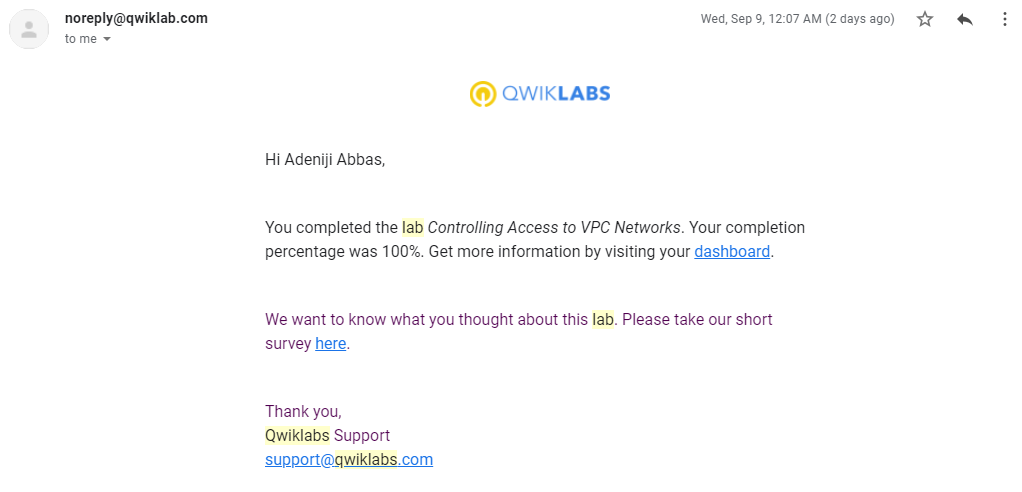 noreply@qwiklab.com
Wed, Sep 9, 12:07 AM (2 days ago)
to me
QWIKLABS
Hi Adeniji Abbas,
You completed the lab Controlling Access to VPC Networks. Your completion
percentage was 100%. Get more information by visiting your dashboard.
We want to know what you thought about this lab. Please take our short
survey here.
Thank you,
Qwiklabs Support
support@qwiklabs.com